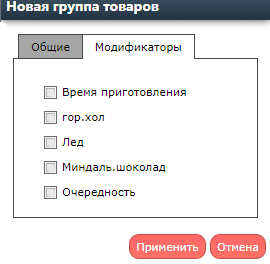 Новая группа товаров
Общие Модификаторы
Время приготовления
гор.хол
Лед
Миндаль.шоколад
Очередность
Применить Отмена